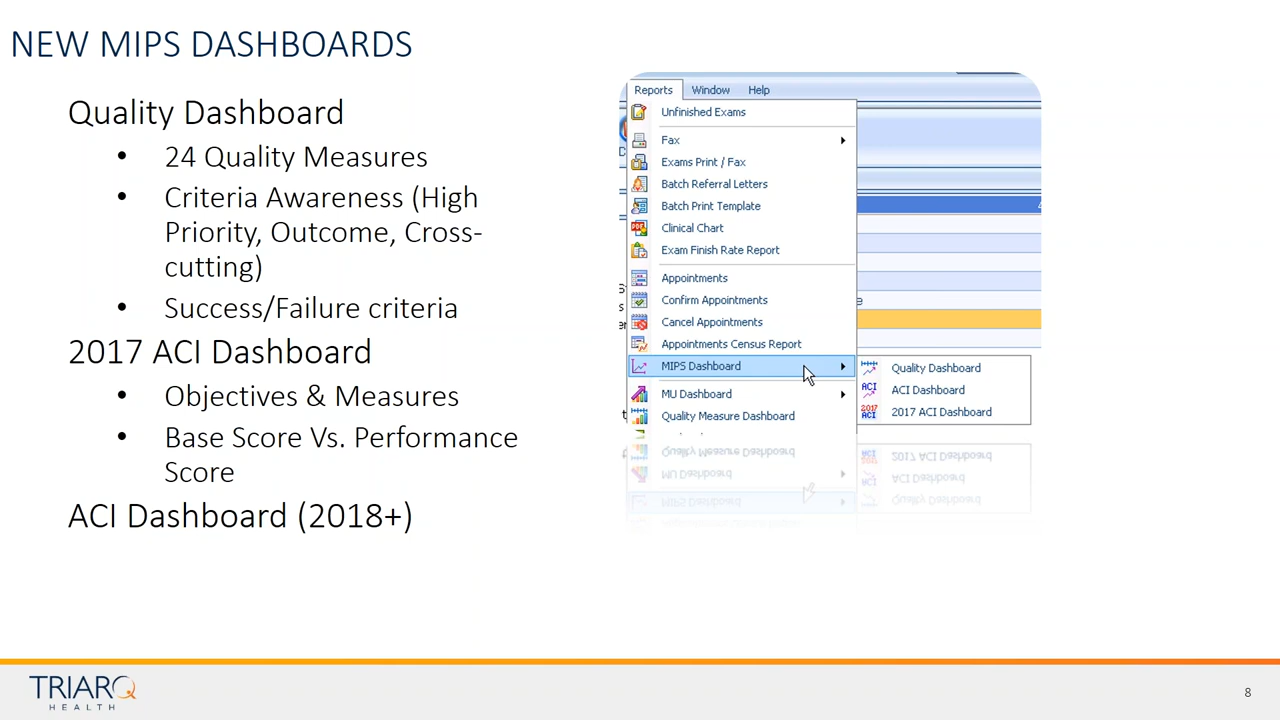 NEW MIPS DASHBOARDS
Quality Dashboard
• 24 Quality Measures
• Criteria Awareness (High
Priority, Outcome, Cross-
cutting)
• Success/Failure criteria
2017 ACI Dashboard
• Objectives & Measures
• Base Score Vs. Performance
Score
ACI Dashboard (2018+)
Reports Window Help
Unfinished Exams
Fax
Exams Print / Fax
Batch Referral Letters
Batch Print Template
Clinical Chart
Exam Finish Rate Report
Appointments
Confirm Appointments
Cancel Appointments
Appointments Census Report
MIPS Dashboard
MU Dashboard
Quality Measure Dashboard
Quality Dashboard
ACI ACI Dashboard
2017 ACI 2017 ACI Dashboard
TRIARQ
HEALTH
8